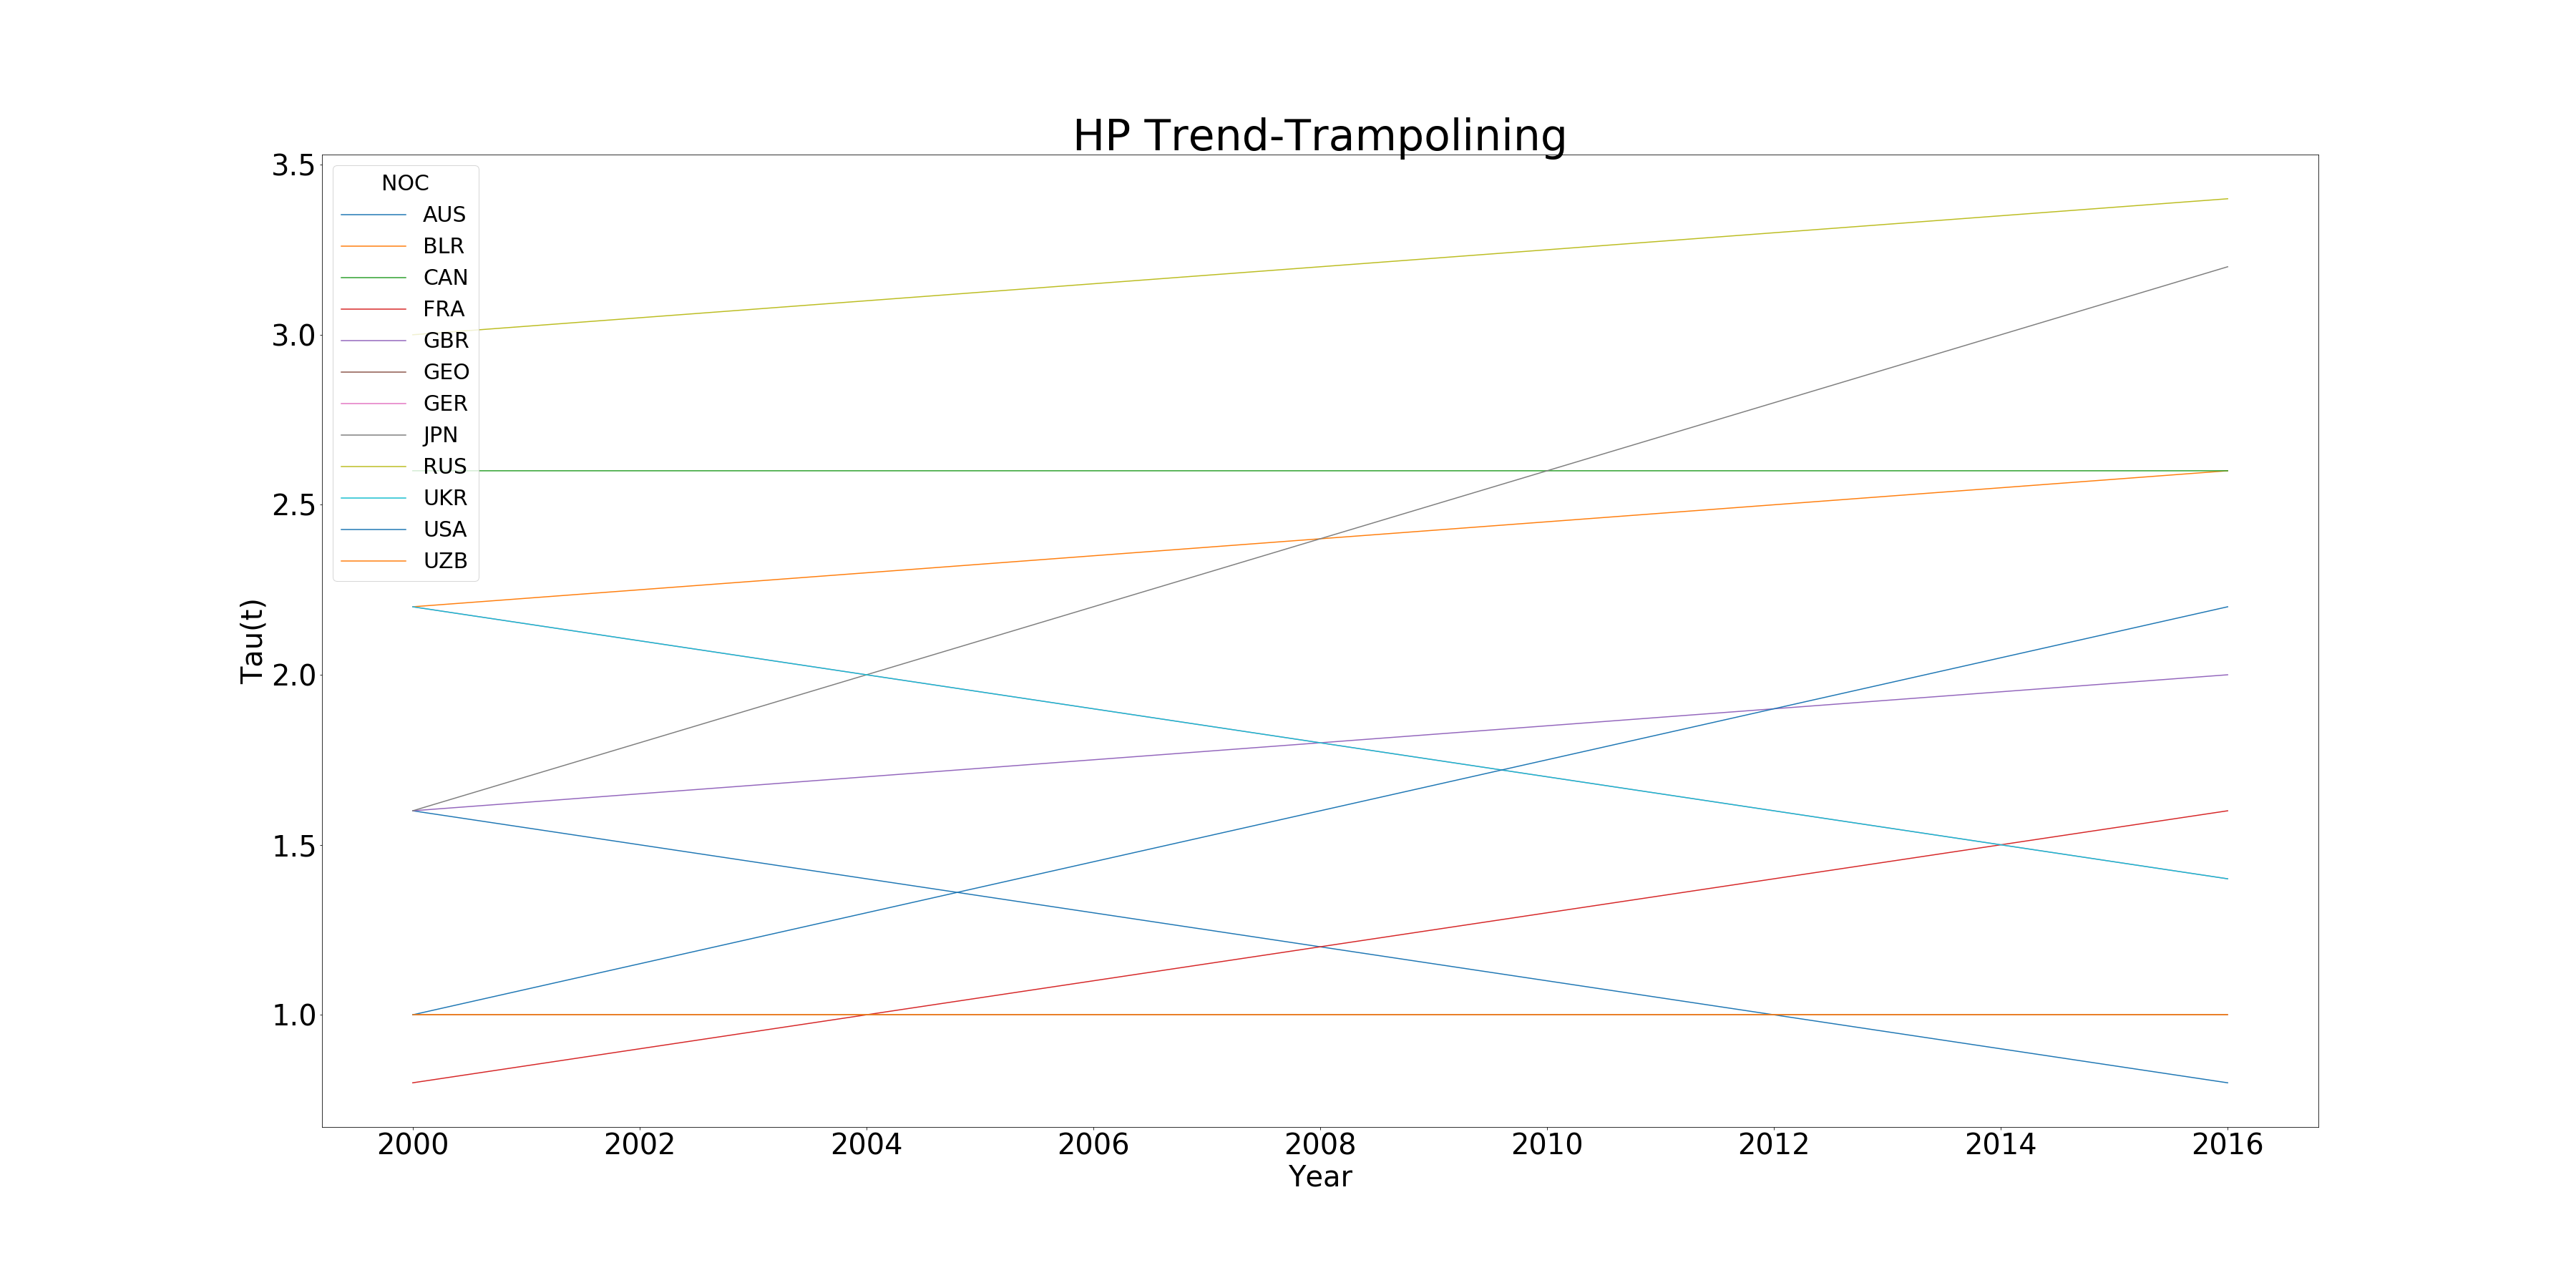 HP Trend-Trampolining
3.5
3.0
2.5
2.0
1.5
1.0
Tau(t)
NOC
AUS
BLR
CAN
FRA
GBR
GEO
GER
JPN
RUS
UKR
USA
UZB
2000 2002 2004 2006 2008 2010 2012 2014 2016
Year